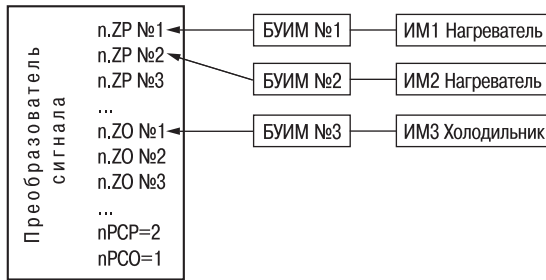 Преобразователь
сигнала
n.ZP №1
n.ZP №2
n.ZP №3
...
n.ZO №1
n.ZO №2
n.ZO №3
...
nPCP=2
nPCO=1
БУИМ №1
ИМ1 Нагреватель
БУИМ №2
ИМ2 Нагреватель
БУИМ №3
ИМ3 Холодильник